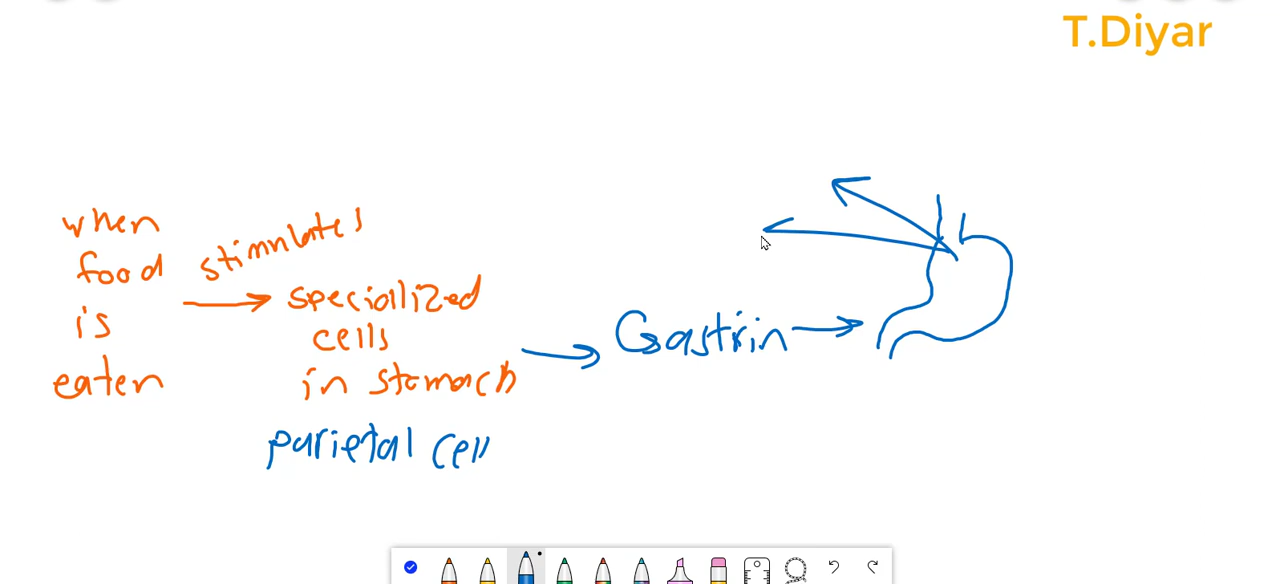 T.Diyar
when
food
is
eaten
stimulates
specialized
cells
in stomach
parietal cell
Gastrin